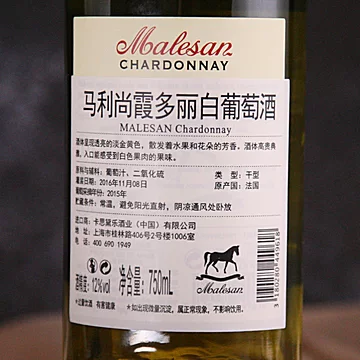 Malesan
CHARDONNAY
马利尚霞多丽白葡萄酒
MALESAN Chardonnay
酒体呈现透亮的淡金黄色，散发着水果和花朵的芳香。酒体高贵典
雅，入口能感受到白色果肉的果味。
原料与辅料：葡萄汁、二氧化硫 类 型：干型
灌装日期：2016年11月08日 原产国：法国
葡萄采摘年份：2015年
贮藏条件：常温，避免阳光直射，阴凉通风处卧放
经销商：卡思黛乐酒业（中国）有限公司
地 址：上海市桂林路406号2号楼1006室
电 话：400 690 1949
酒精度：12%vol 净含量：750mL
Malesan
*过量饮酒 有害健康 *如出现微量沉淀，属正常现象，不影响饮用。